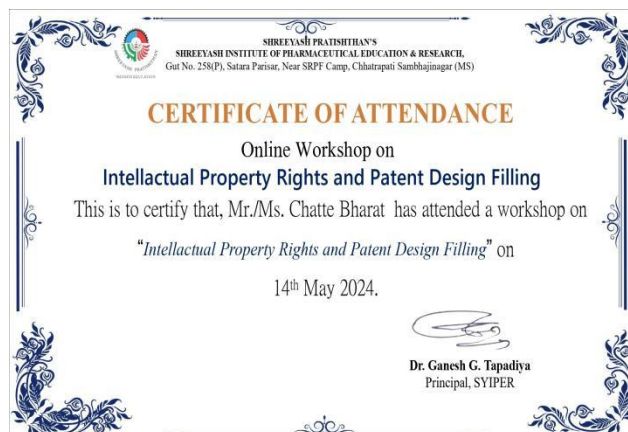 SHREEYASH PRATISHTHAN'S
SHREEYASH INSTITUTE OF PHARMACEUTICAL EDUCATION & RESEARCH,
Gut No. 258(P), Satara Parisar, Near SRPF Camp, Chhatrapati Sambhajinagar (MS)
SHREEYASH PRATISHTHAN
CERTIFICATE OF ATTENDANCE
Online Workshop on
Intellactual Property Rights and Patent Design Filling
This is to certify that, Mr./Ms. Chatte Bharat has attended a workshop on
“Intellactual Property Rights and Patent Design Filling” on
14th May 2024.
Dr. Ganesh G. Tapadiya
Principal, SYIPER